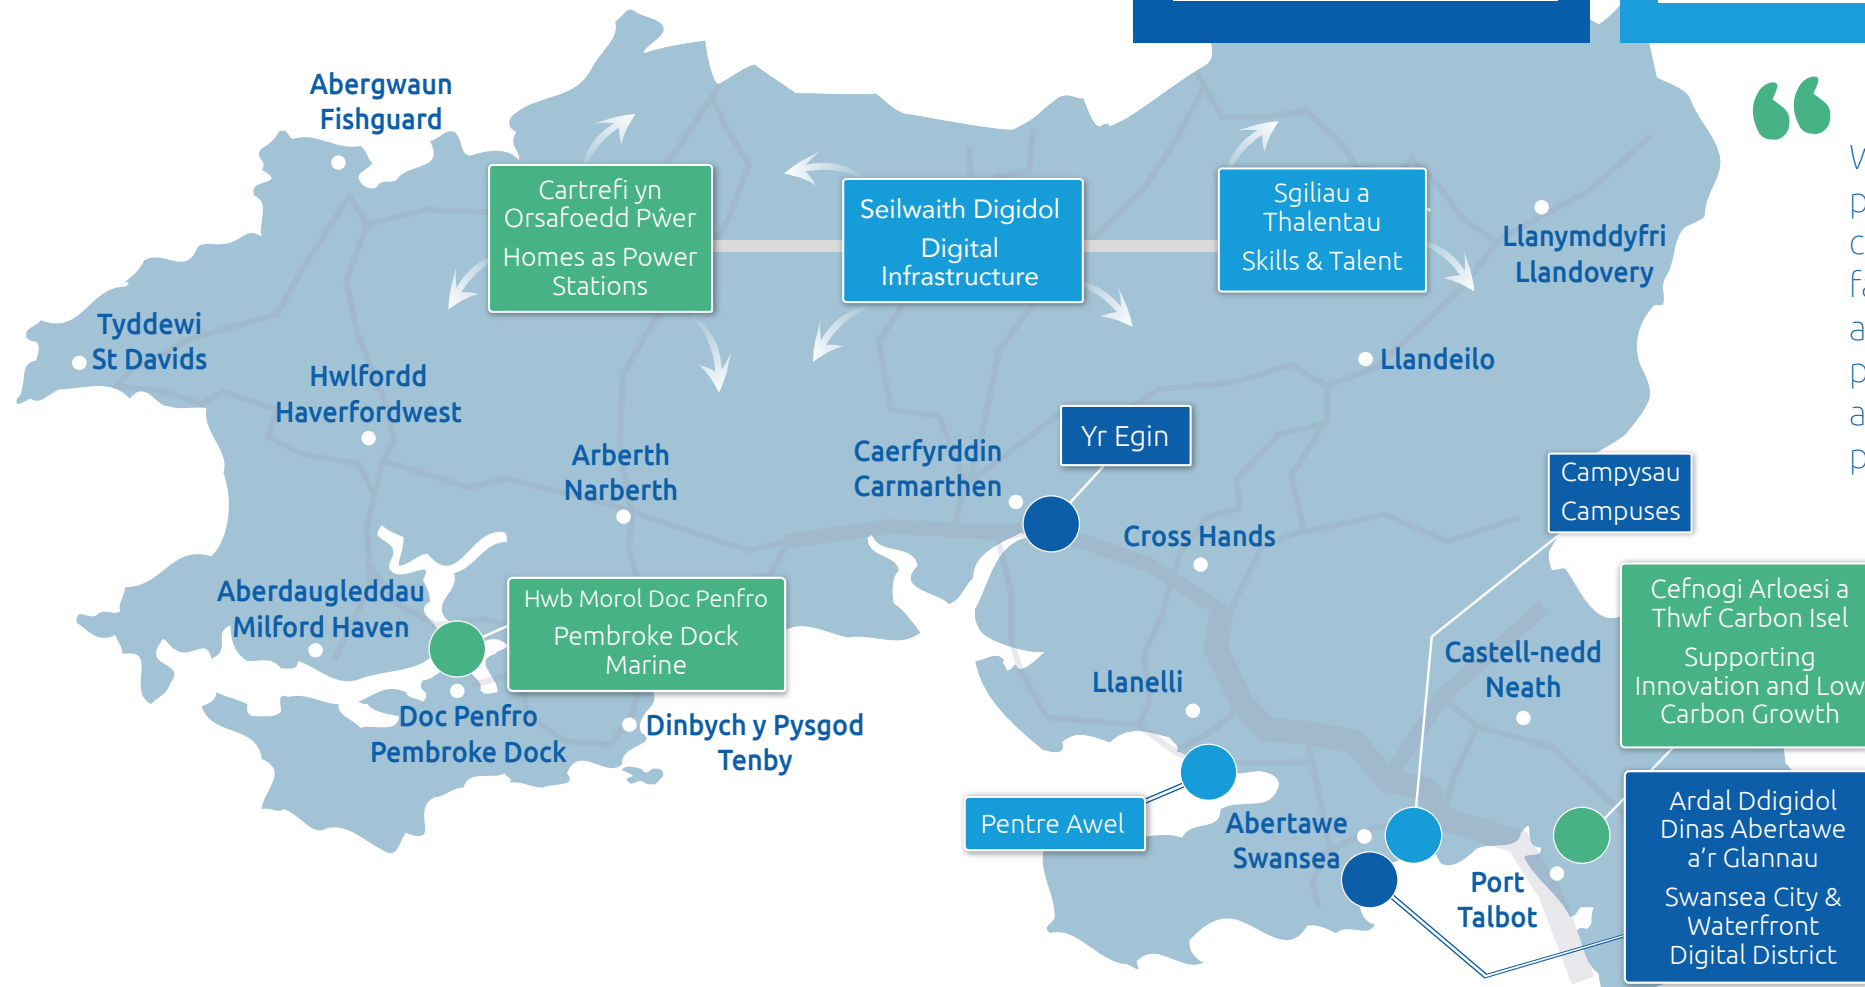 Abergwaun
Fishguard
Cartrefi yn
Orsafoedd Pŵer
Homes as Power
Stations
Seilwaith Digidol
Digital
Infrastructure
Sgiliau a
Thalentau
Skills & Talent
Llanymddyfri
Llandovery
Tyddewi
St Davids
Hwlfordd
Haverfordwest
Llandeilo
Arberth
Narberth
Caerfyrddin
Carmarthen
Yr Egin
Cross Hands
Campysau
Campuses
Aberdaugleddau
Milford Haven
Hwb Morol Doc Penfro
Pembroke Dock
Marine
Doc Penfro
Pembroke Dock
Dinbych y Pysgod
Tenby
Llanelli
Castell-nedd
Neath
Cefnogi Arloesi a
Thwf Carbon Isel
Supporting
Innovation and Low
Carbon Growth
Pentre Awel
Abertawe
Swansea
Port
Talbot
Ardal Ddigidol
Dinas Abertawe
a'r Glannau
Swansea City &
Waterfront
Digital District